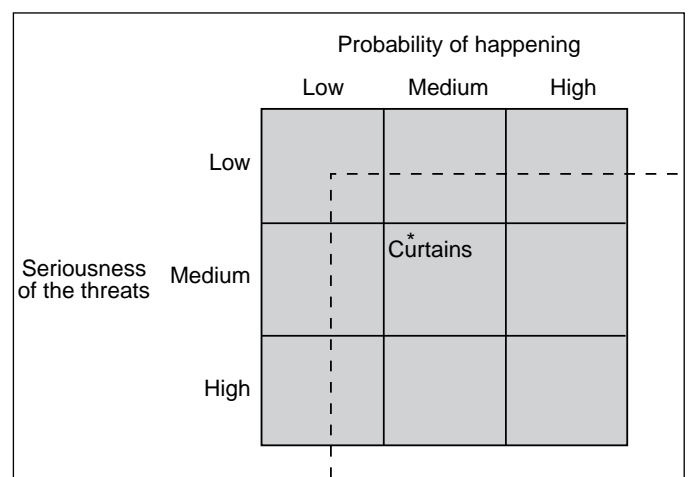 Probability of happening
Low Medium High
Low
*
Curtains
Seriousness
of the threats
Medium
High